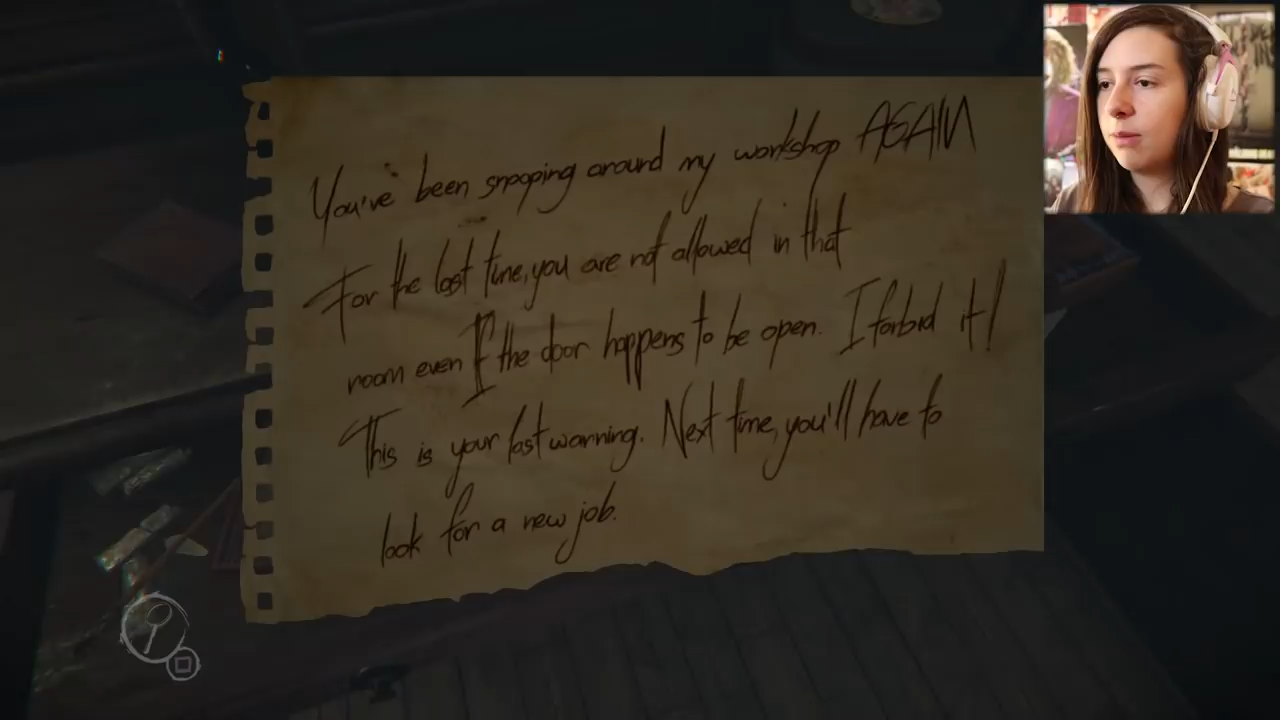 You've been snooping around my workshop AGAIN
For the last time, you are not allowed in that
room even If the door happens to be open. I forbid it!
This is your last warning. Next time, you'll have to
look for a new job.